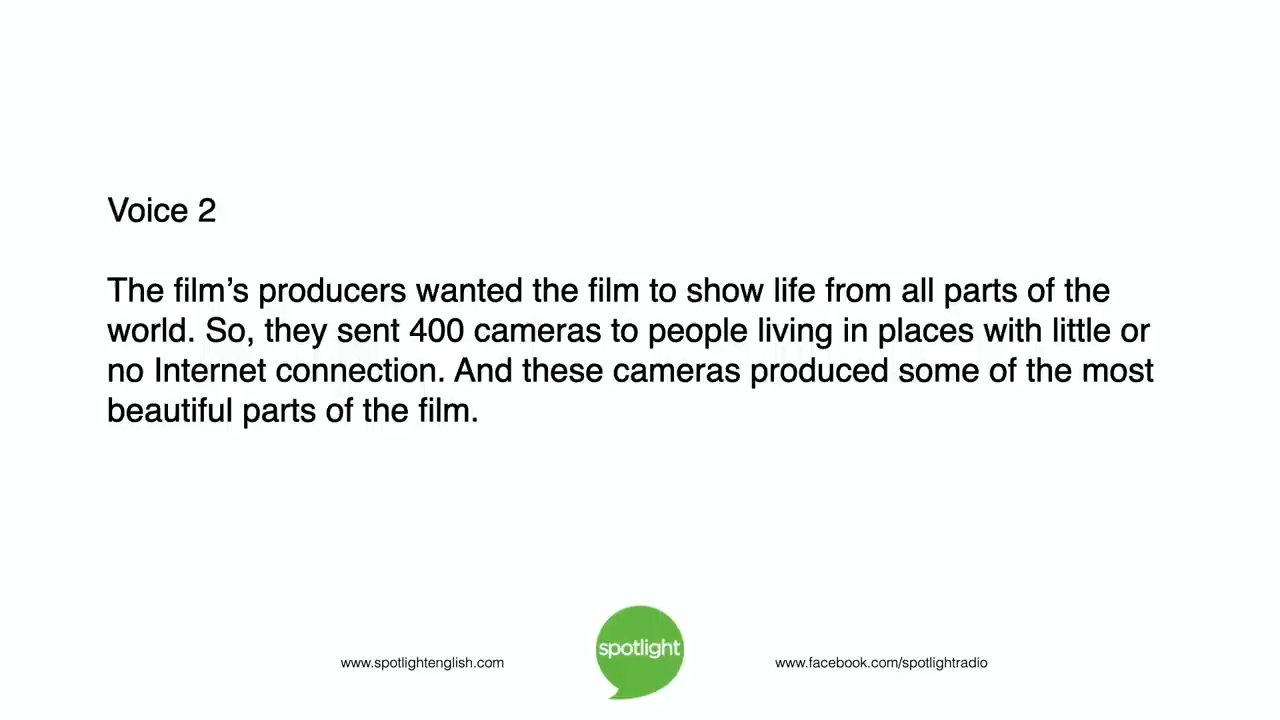 Voice 2
The film’s producers wanted the film to show life from all parts of the
world. So, they sent 400 cameras to people living in places with little or
no Internet connection. And these cameras produced some of the most
beautiful parts of the film.
spotlight
www.spotlightenglish.com
www.facebook.com/spotlightradio